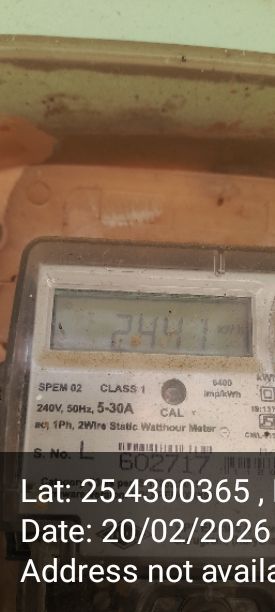 2441
SPEM 02 CLASS 1 6400
imp/kWh
240V, 50Hz, 5-30A CAL
ac, 1Ph, 2Wire Static Watthour Meter
S. No. L 602717
Lat: 25.4300365 ,
Date: 20/02/2026
Address not availa